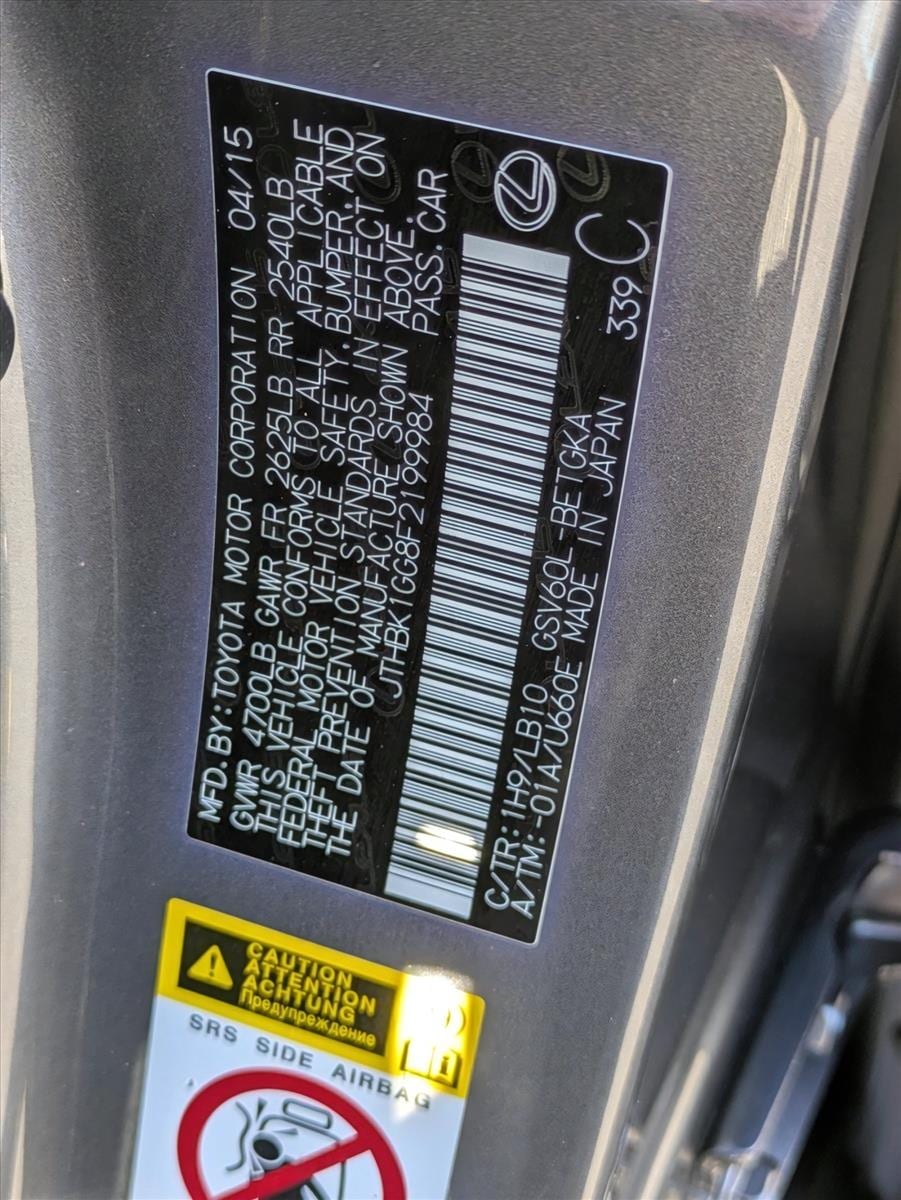 MFD. BY: TOYOTA MOTOR CORPORATION 04/15
GVWR 4700LB GAWR FR 2625LB RR 2540LB
THIS VEHICLE CONFORMS TO ALL APPLICABLE
FEDERAL MOTOR VEHICLE SAFETY, BUMPER, AND
THEFT PREVENTION STANDARDS IN EFFECT ON
THE DATE OF MANUFACTURE SHOWN ABOVE.
JTHBK1GG8F2199984 PASS. CAR
C/TR: 1H9/LB10 GSV60L-BETGKA 339 C
A/TM: -01A/U660E MADE IN JAPAN
CAUTION
ATTENTION
ACHTUNG
Предупреждение
SRS SIDE AIRBAG